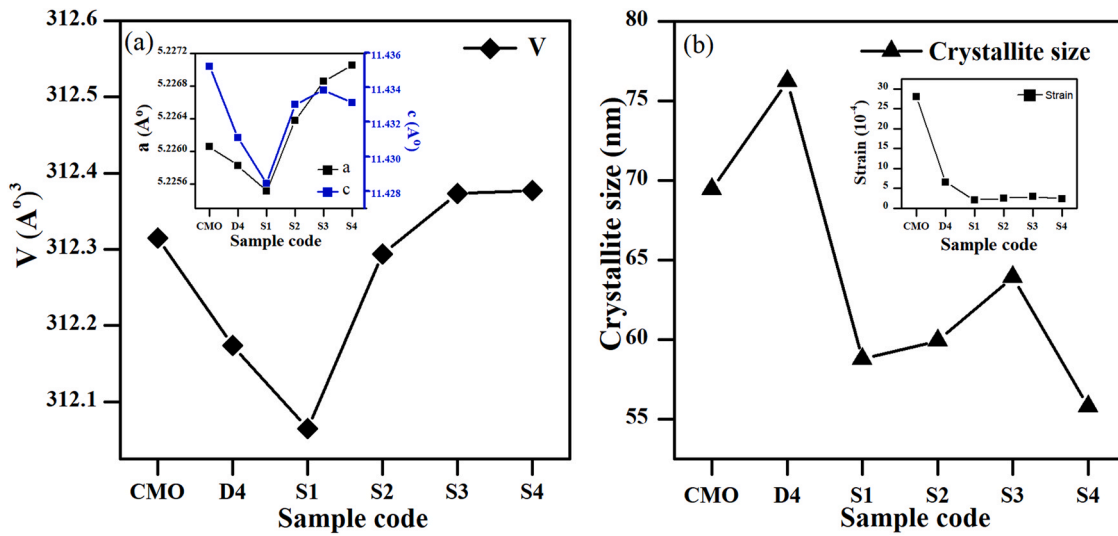 (a)
V
V (Aº)³
312.6
312.5
312.4
312.3
312.2
312.1
CMO D4 S1 S2 S3 S4
Sample code
a (Aº)
5.2272
5.2268
5.2264
5.2260
5.2256
c (Aº)
11.436
11.434
11.432
11.430
11.428
a
c
CMO D4 S1 S2 S3 S4
Sample code
(b)
Crystallite size
Crystallite size (nm)
80
75
70
65
60
55
CMO D4 S1 S2 S3 S4
Sample code
Strain
Strain (10⁻⁴)
30
25
20
15
10
5
0
CMO D4 S1 S2 S3 S4
Sample code